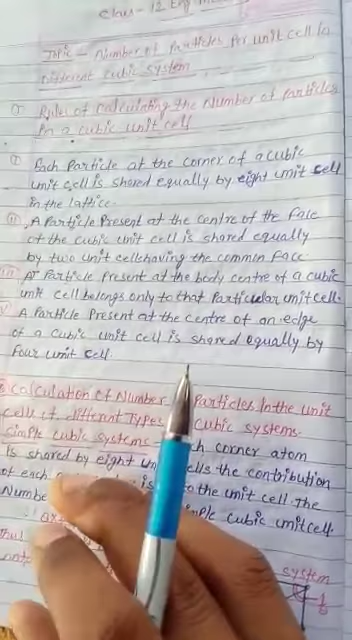 Class - 12
Topic - Number of Particles Per unit cell in
Different cubic system
Rules of calculating the Number of Particles
in a cubic unit cell
Each Particle at the corner of a cubic
unit cell is shared equally by eight unit cell
in the lattice.
A Particle Present at the Centre of the face
of the cubic unit cell is shared equally
by two unit cell having the common face
A Particle Present at the body centre of a cubic
unit cell belongs only to that Particular unit cell.
A Particle Present at the centre of an edge
of a cubic unit cell is shared equally by
four unit cell.
Calculation of Number Particles In the unit
cells of different Types cubic systems.
Simple cubic systems - corner atom
Is shared by eight the contribution
of each to the unit cell. The
cubic unit cell
system